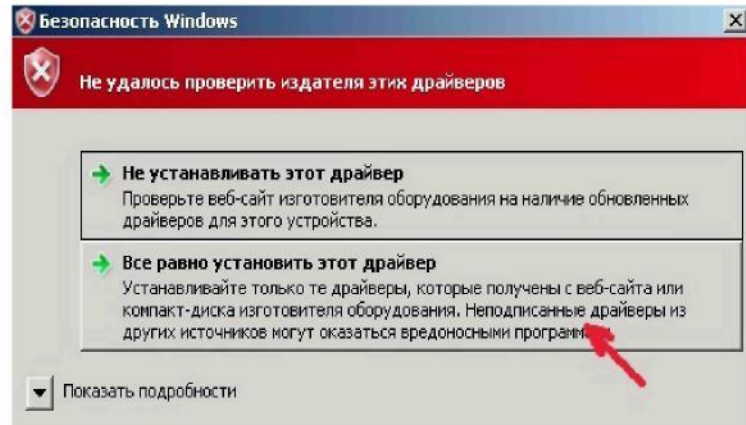 Безопасность Windows
Не удалось проверить издателя этих драйверов
Не устанавливать этот драйвер
Проверьте веб-сайт изготовителя оборудования на наличие обновленных
драйверов для этого устройства.
Все равно установить этот драйвер
Устанавливайте только те драйверы, которые получены с веб-сайта или
компакт-диска изготовителя оборудования. Неподписанные драйверы из
других источников могут оказаться вредоносными
Показать подробности